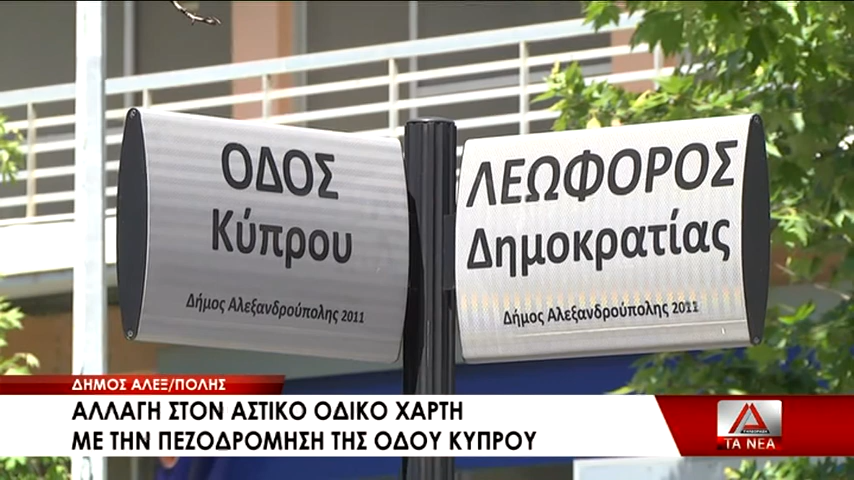 ΟΔΟΣ
Κύπρου
Δήμος Αλεξανδρούπολης 2011
ΛΕΩΦΟΡΟΣ
Δημοκρατίας
Δήμος Αλεξανδρούπολης 2011
ΔΗΜΟΣ ΑΛΕΞ/ΠΟΛΗΣ
ΑΛΛΑΓΗ ΣΤΟΝ ΑΣΤΙΚΟ ΟΔΙΚΟ ΧΑΡΤΗ
ΜΕ ΤΗΝ ΠΕΖΟΔΡΟΜΗΣΗ ΤΗΣ ΟΔΟΥ ΚΥΠΡΟΥ
ΤΑ ΝΕΑ